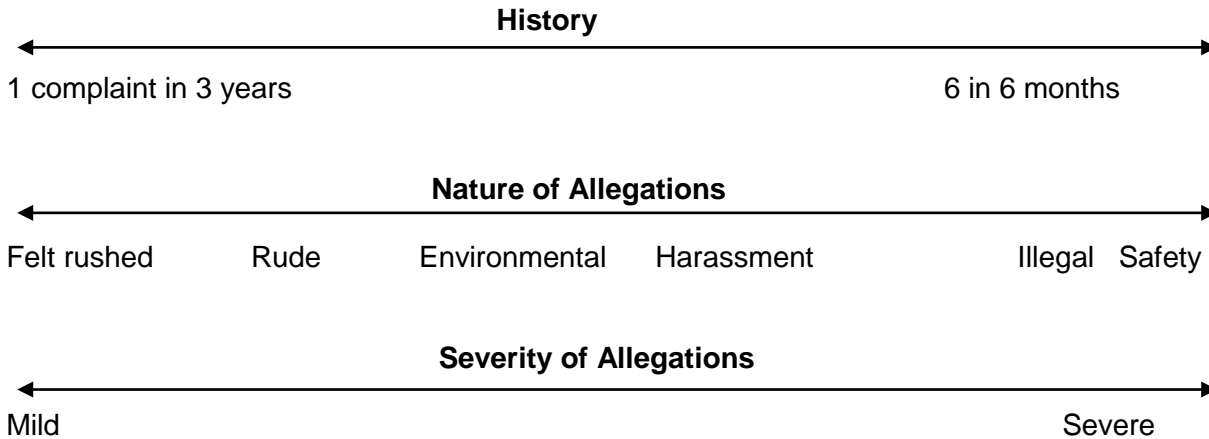 History
1 complaint in 3 years 6 in 6 months
Nature of Allegations
Felt rushed Rude Environmental Harassment Illegal Safety
Severity of Allegations
Mild Severe